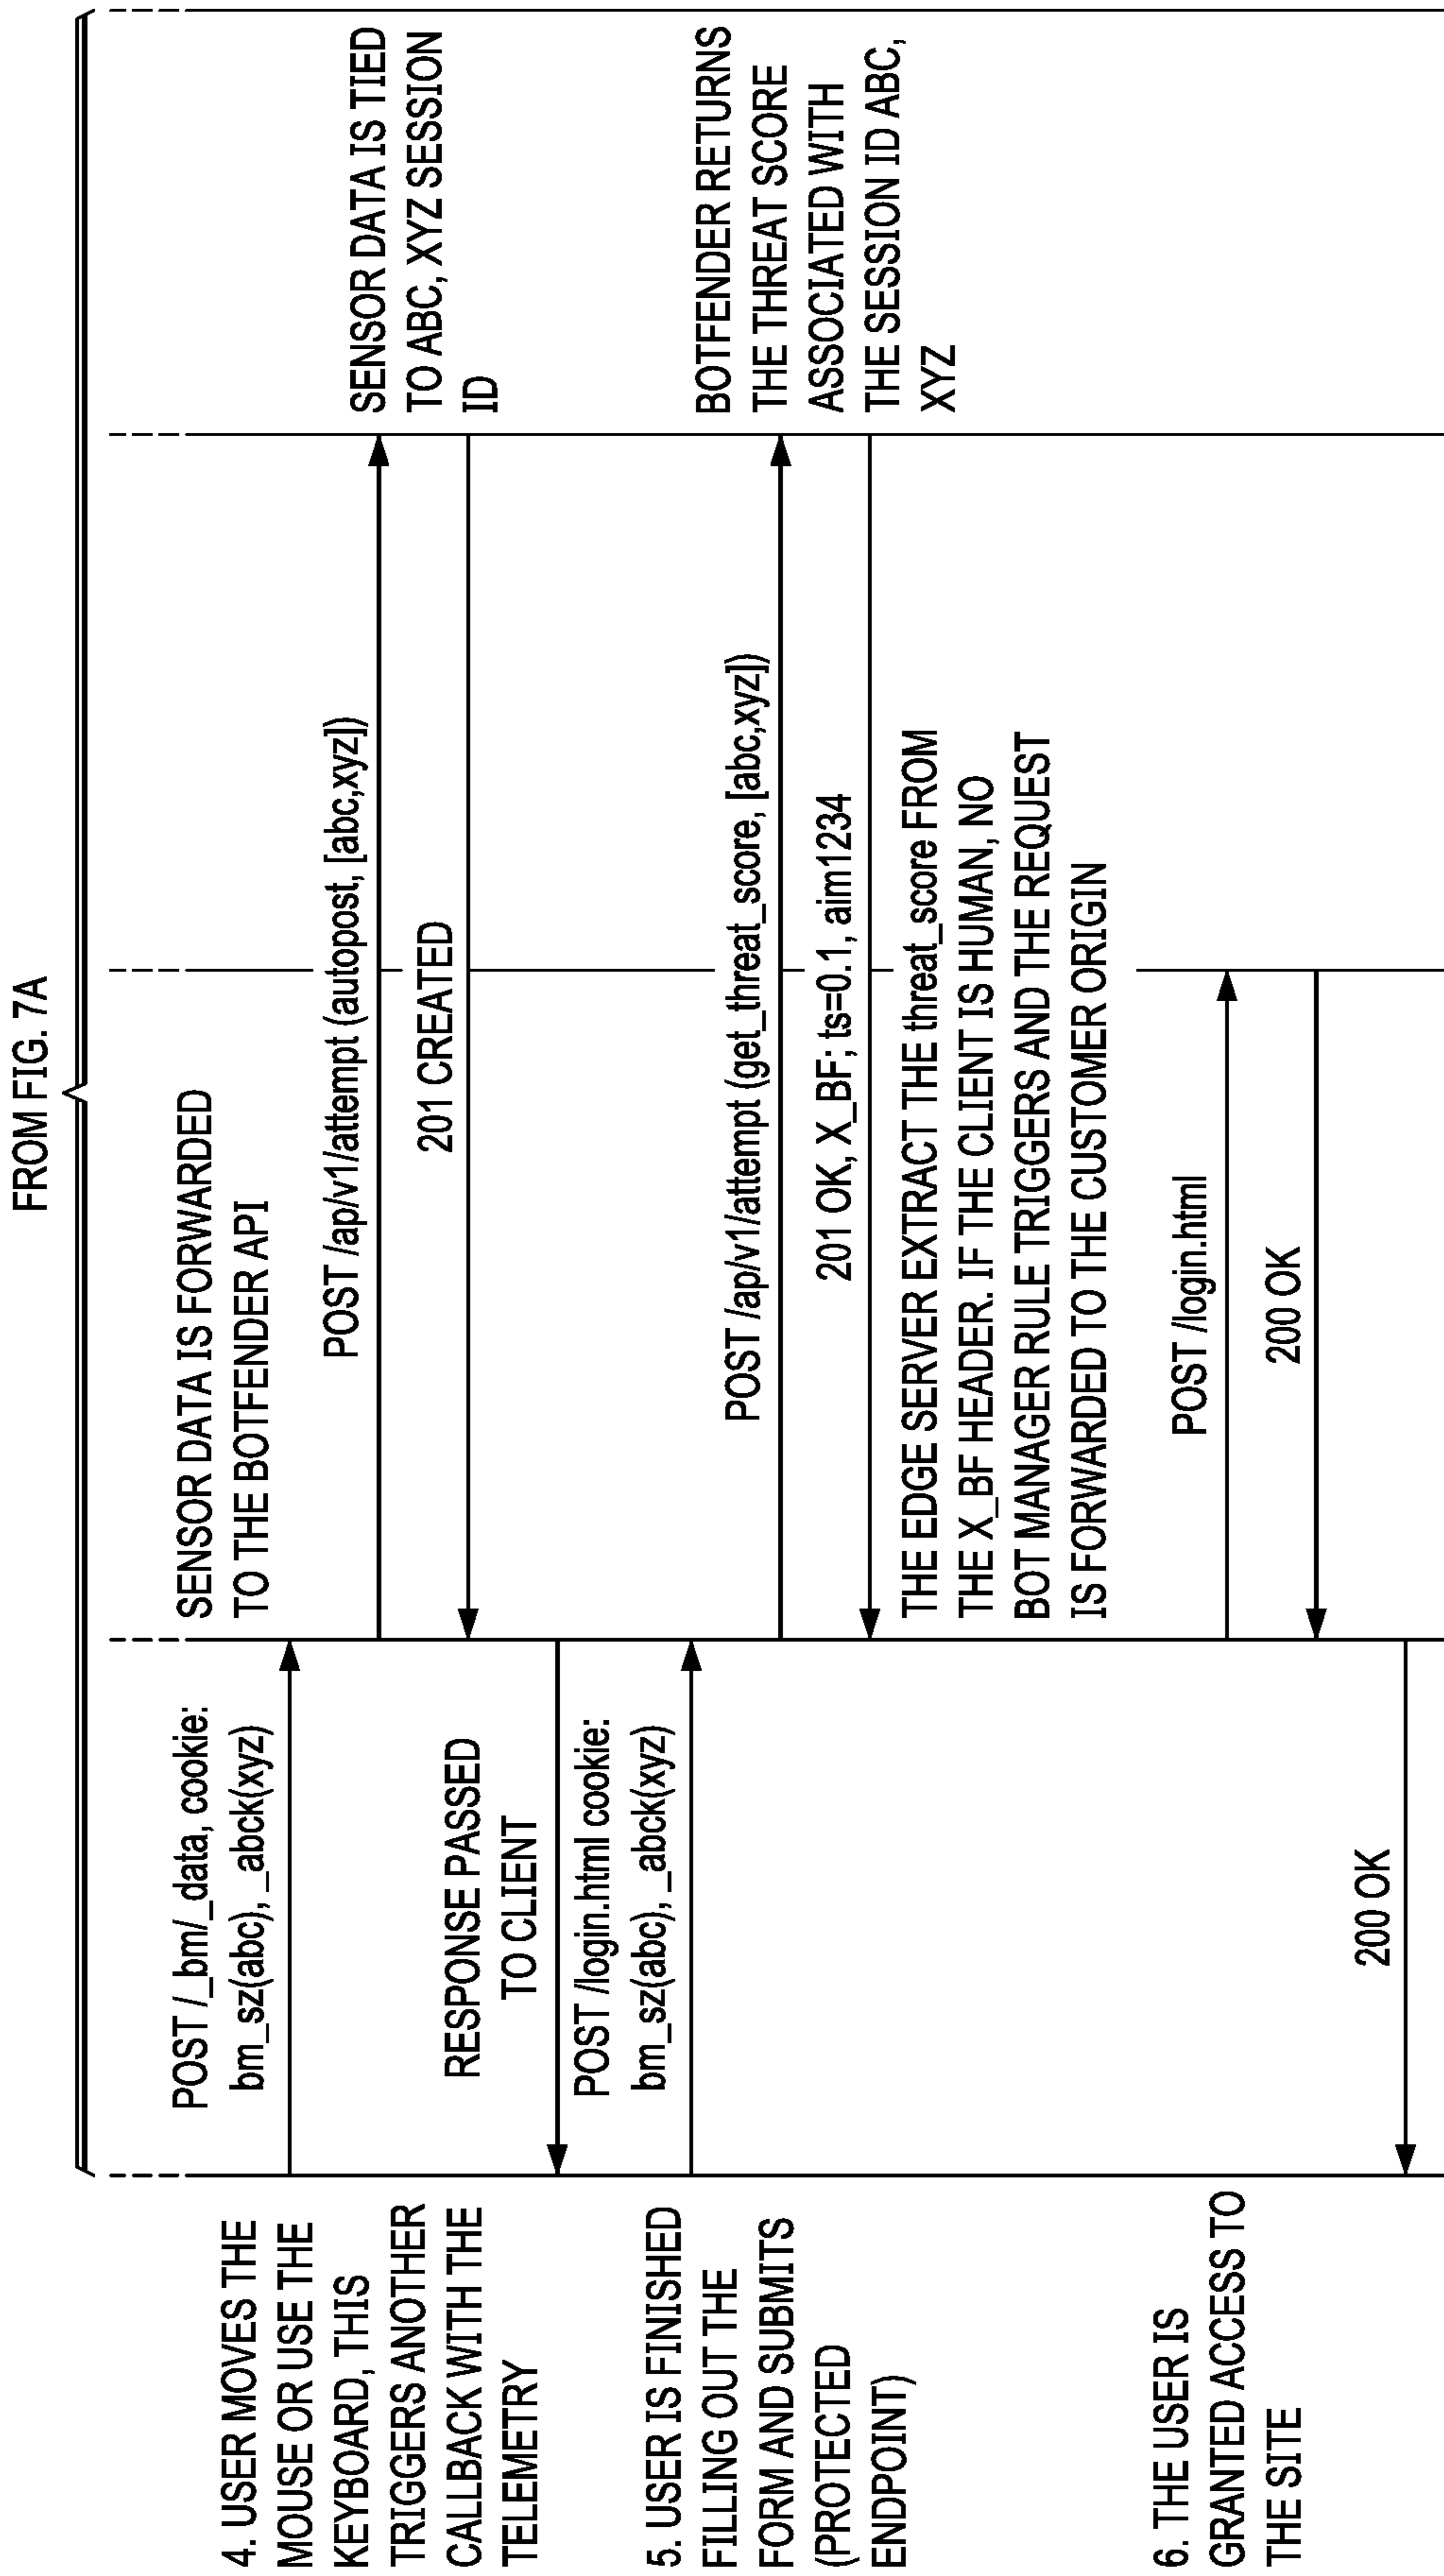 FROM FIG. 7A
4. USER MOVES THE
MOUSE OR USE THE
KEYBOARD, THIS
TRIGGERS ANOTHER
CALLBACK WITH THE
TELEMETRY
POST /_bm/_data, cookie:
bm_sz(abc), _abck(xyz)
SENSOR DATA IS FORWARDED
TO THE BOTFENDER API
POST /ap/v1/attempt (autopost, [abc,xyz])
SENSOR DATA IS TIED
TO ABC, XYZ SESSION
ID
201 CREATED
RESPONSE PASSED
TO CLIENT
5. USER IS FINISHED
FILLING OUT THE
FORM AND SUBMITS
(PROTECTED
ENDPOINT)
POST /login.html cookie:
bm_sz(abc), _abck(xyz)
POST /ap/v1/attempt (get_threat_score, [abc,xyz])
BOTFENDER RETURNS
THE THREAT SCORE
ASSOCIATED WITH
THE SESSION ID ABC,
XYZ
201 OK, X_BF; ts=0.1, aim1234
THE EDGE SERVER EXTRACT THE threat_score FROM
THE X_BF HEADER. IF THE CLIENT IS HUMAN, NO
BOT MANAGER RULE TRIGGERS AND THE REQUEST
IS FORWARDED TO THE CUSTOMER ORIGIN
POST /login.html
200 OK
6. THE USER IS
GRANTED ACCESS TO
THE SITE
200 OK